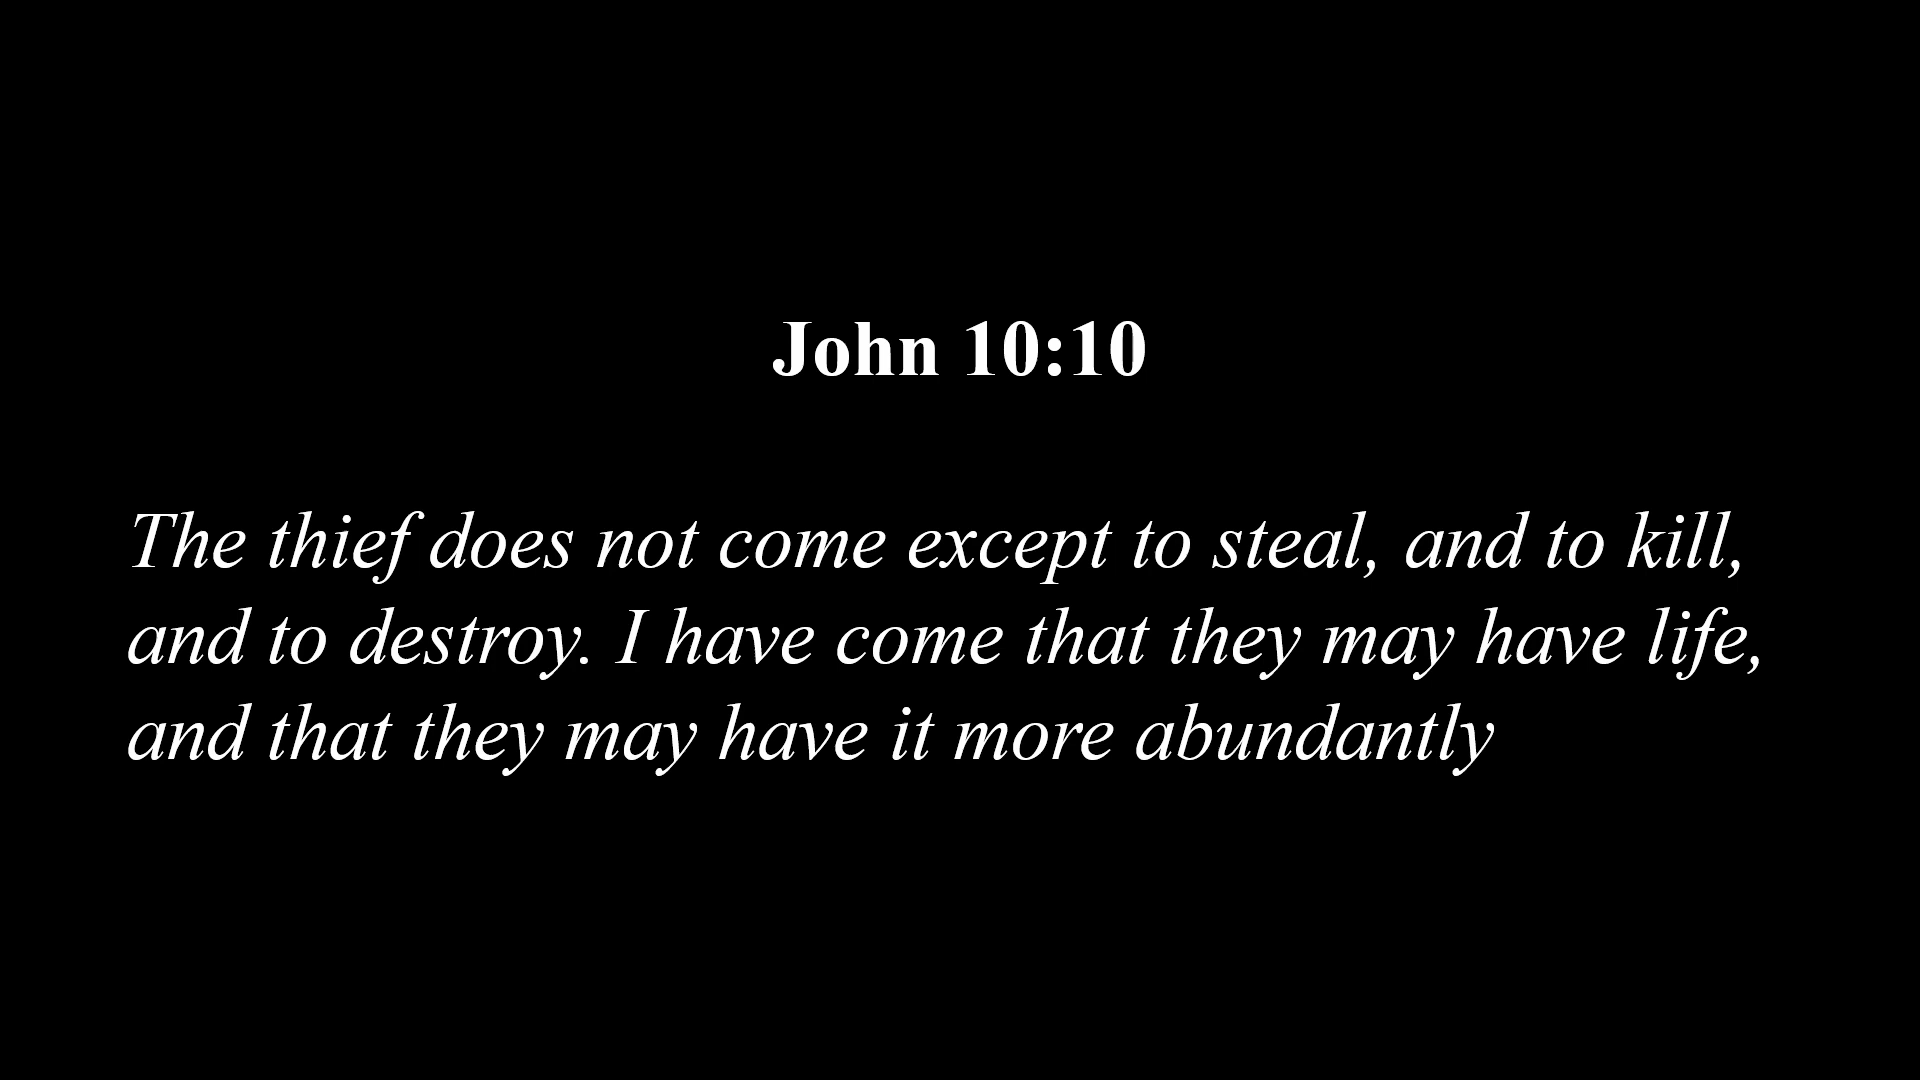 John 10:10
The thief does not come except to steal, and to kill,
and to destroy. I have come that they may have life,
and that they may have it more abundantly